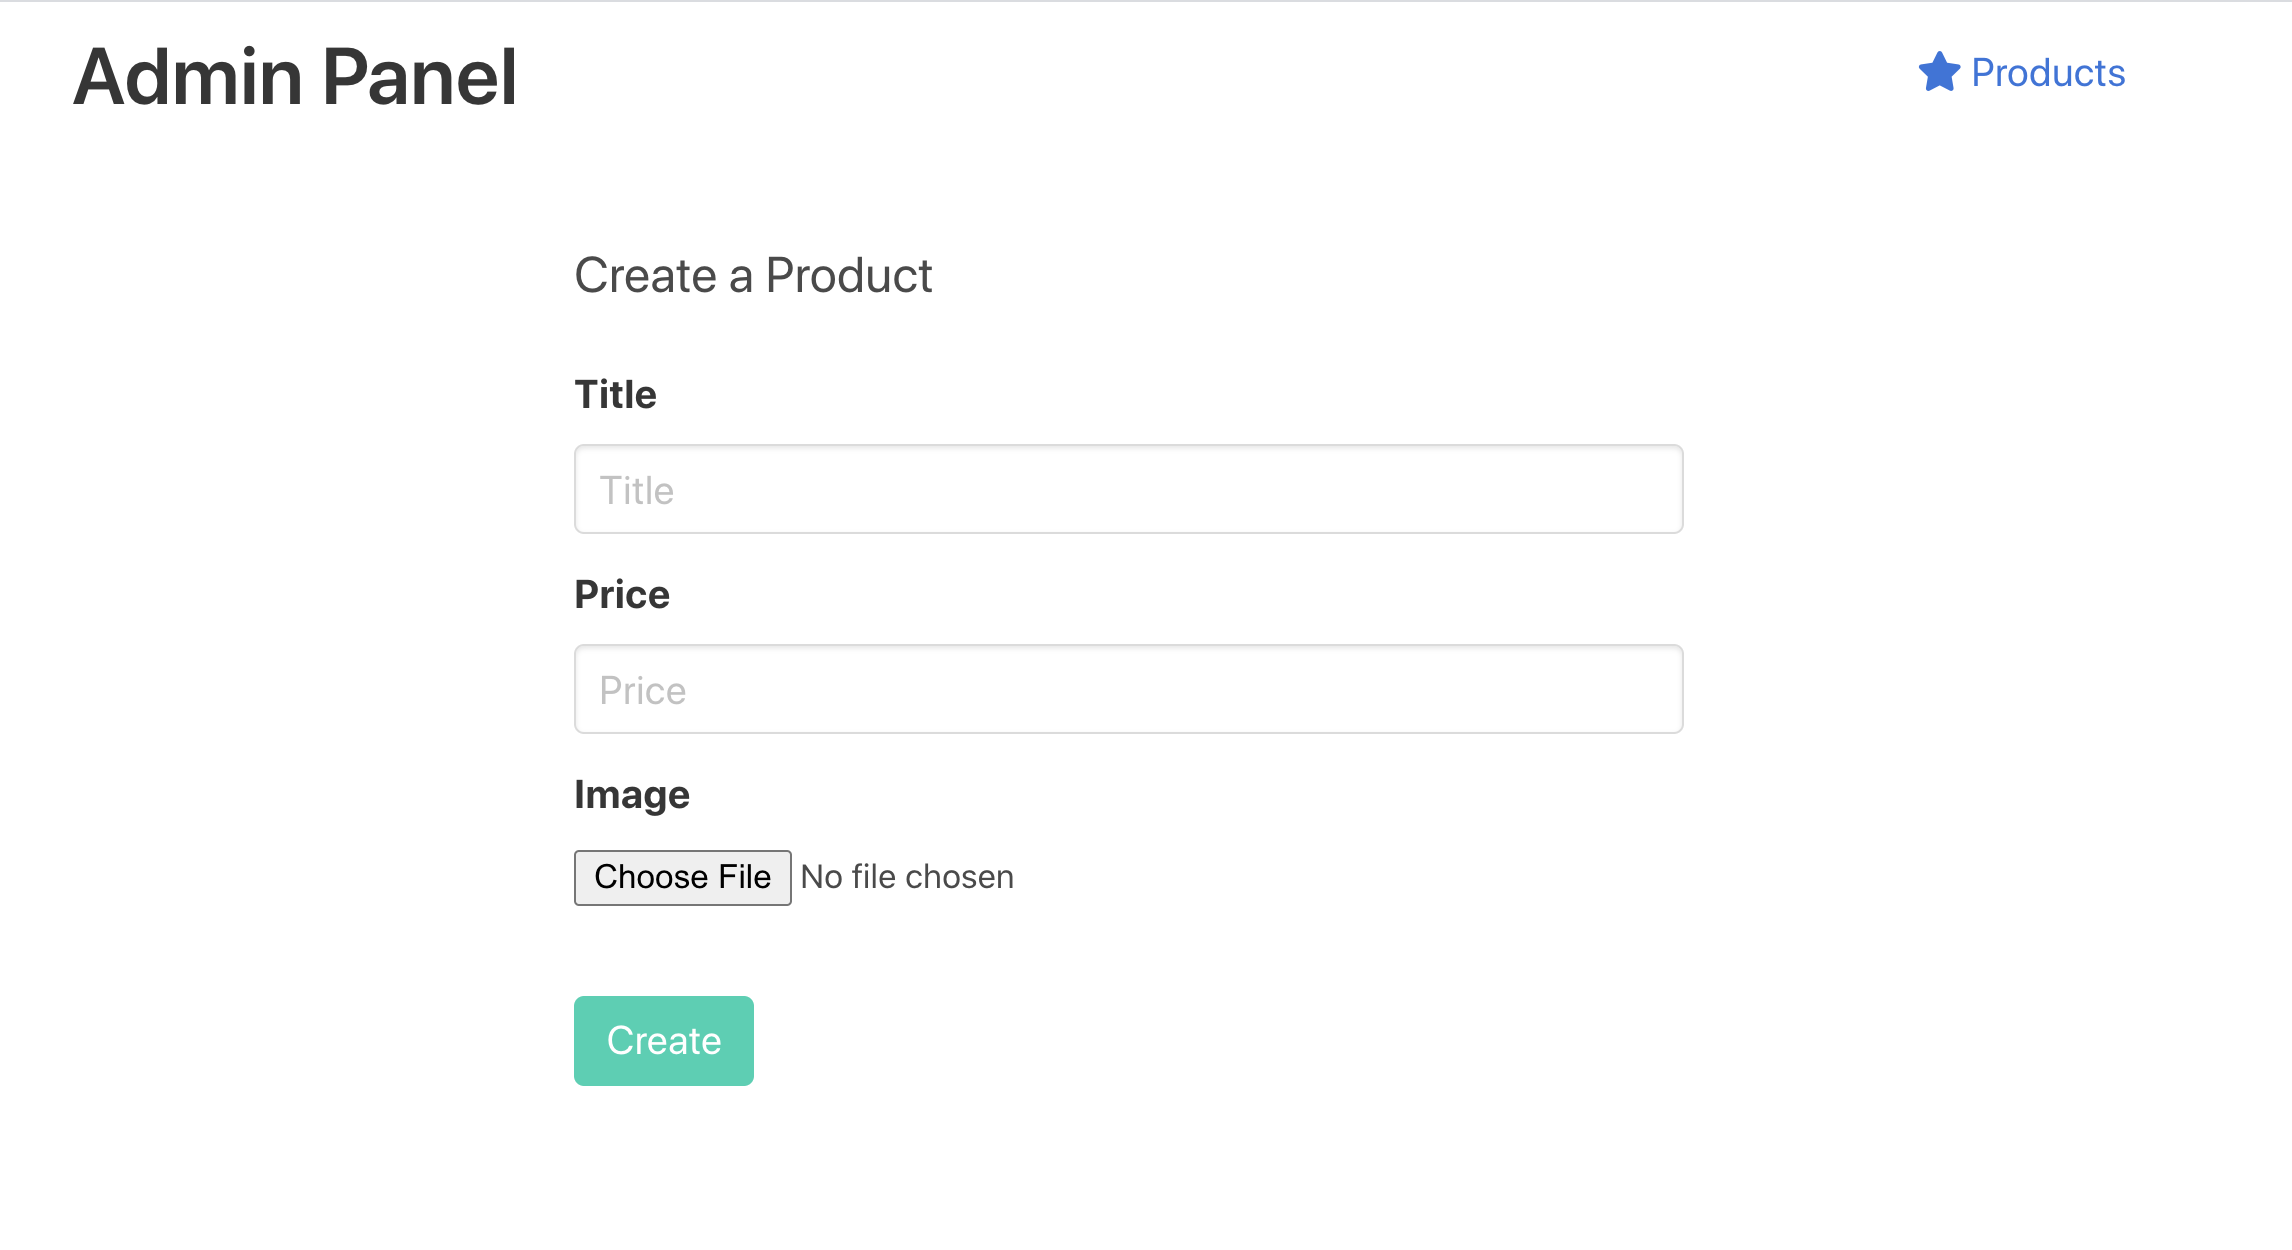 Admin Panel
Products
Create a Product
Title
Title
Price
Price
Image
Choose File No file chosen
Create